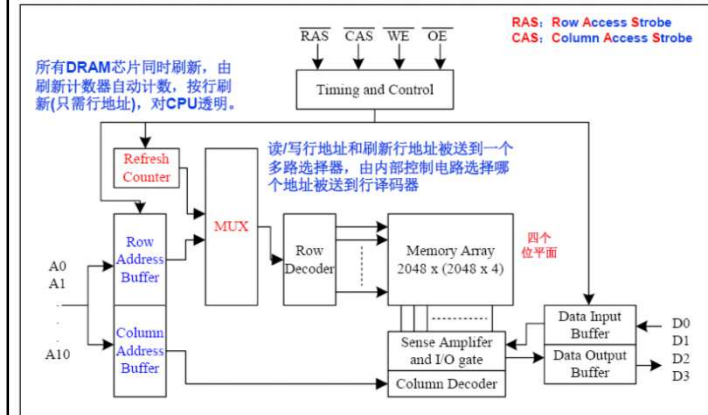 RAS CAS WE OE
RAS: Row Access Strobe
CAS: Column Access Strobe
所有DRAM芯片同时刷新，由
刷新计数器自动计数，按行刷
新(只需行地址)，对CPU透明。
Timing and Control
读/写行地址和刷新行地址被送到一个
多路选择器，由内部控制电路选择哪
个地址被送到行译码器
Refresh
Counter
MUX
Row
Address
Buffer
Row
Decoder
Memory Array
2048 x (2048 x 4)
四个
位平面
A0
A1
.
.
.
A10
Column
Address
Buffer
Sense Amplifer
and I/O gate
Column Decoder
Data Input
Buffer
Data Output
Buffer
D0
D1
D2
D3